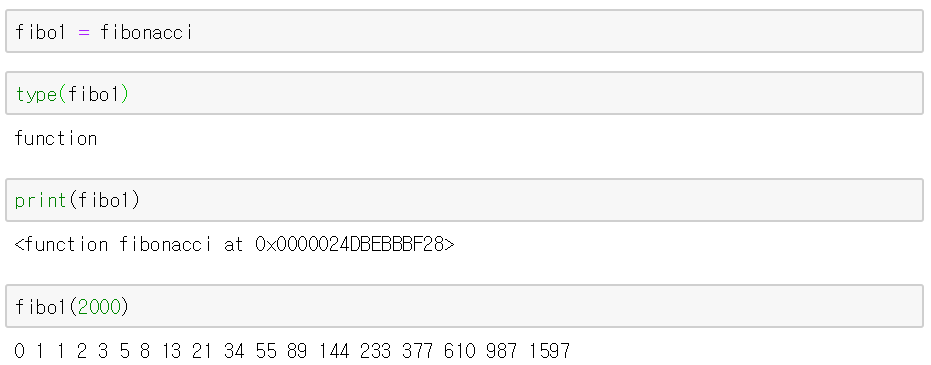 fibo1 = fibonacci
type(fibo1)
function
print(fibo1)
<function fibonacci at 0x0000024DBEBBBF28>
fibo1(2000)
0 1 1 2 3 5 8 13 21 34 55 89 144 233 377 610 987 1597